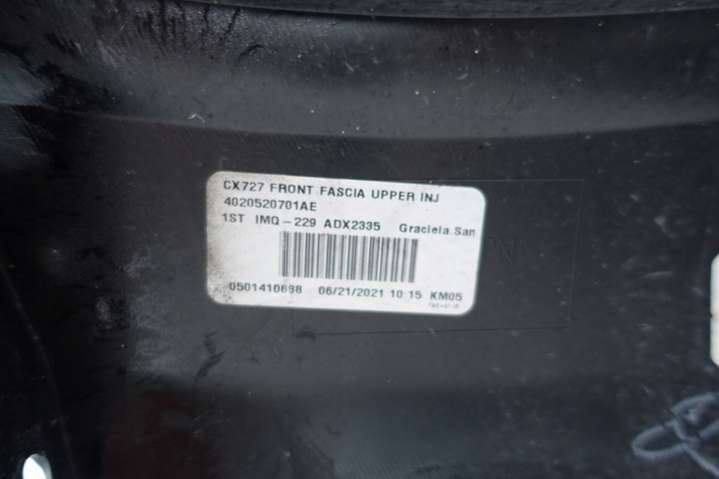 CX727 FRONT FASCIA UPPER INJ
4020520701AE
1ST IMQ-229 ADX2335 Graciela.San
0501410698 06/21/2021 10:15 KM05